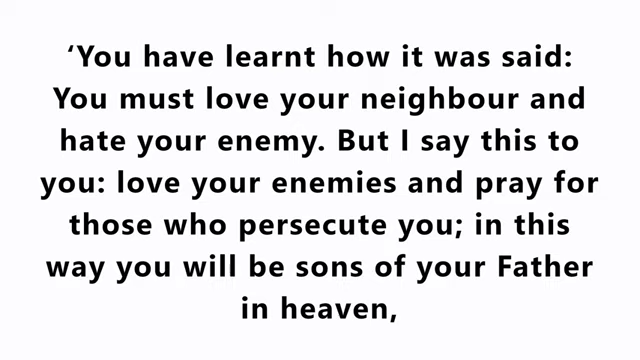 ‘You have learnt how it was said:
You must love your neighbour and
hate your enemy. But I say this to
you: love your enemies and pray for
those who persecute you; in this
way you will be sons of your Father
in heaven,